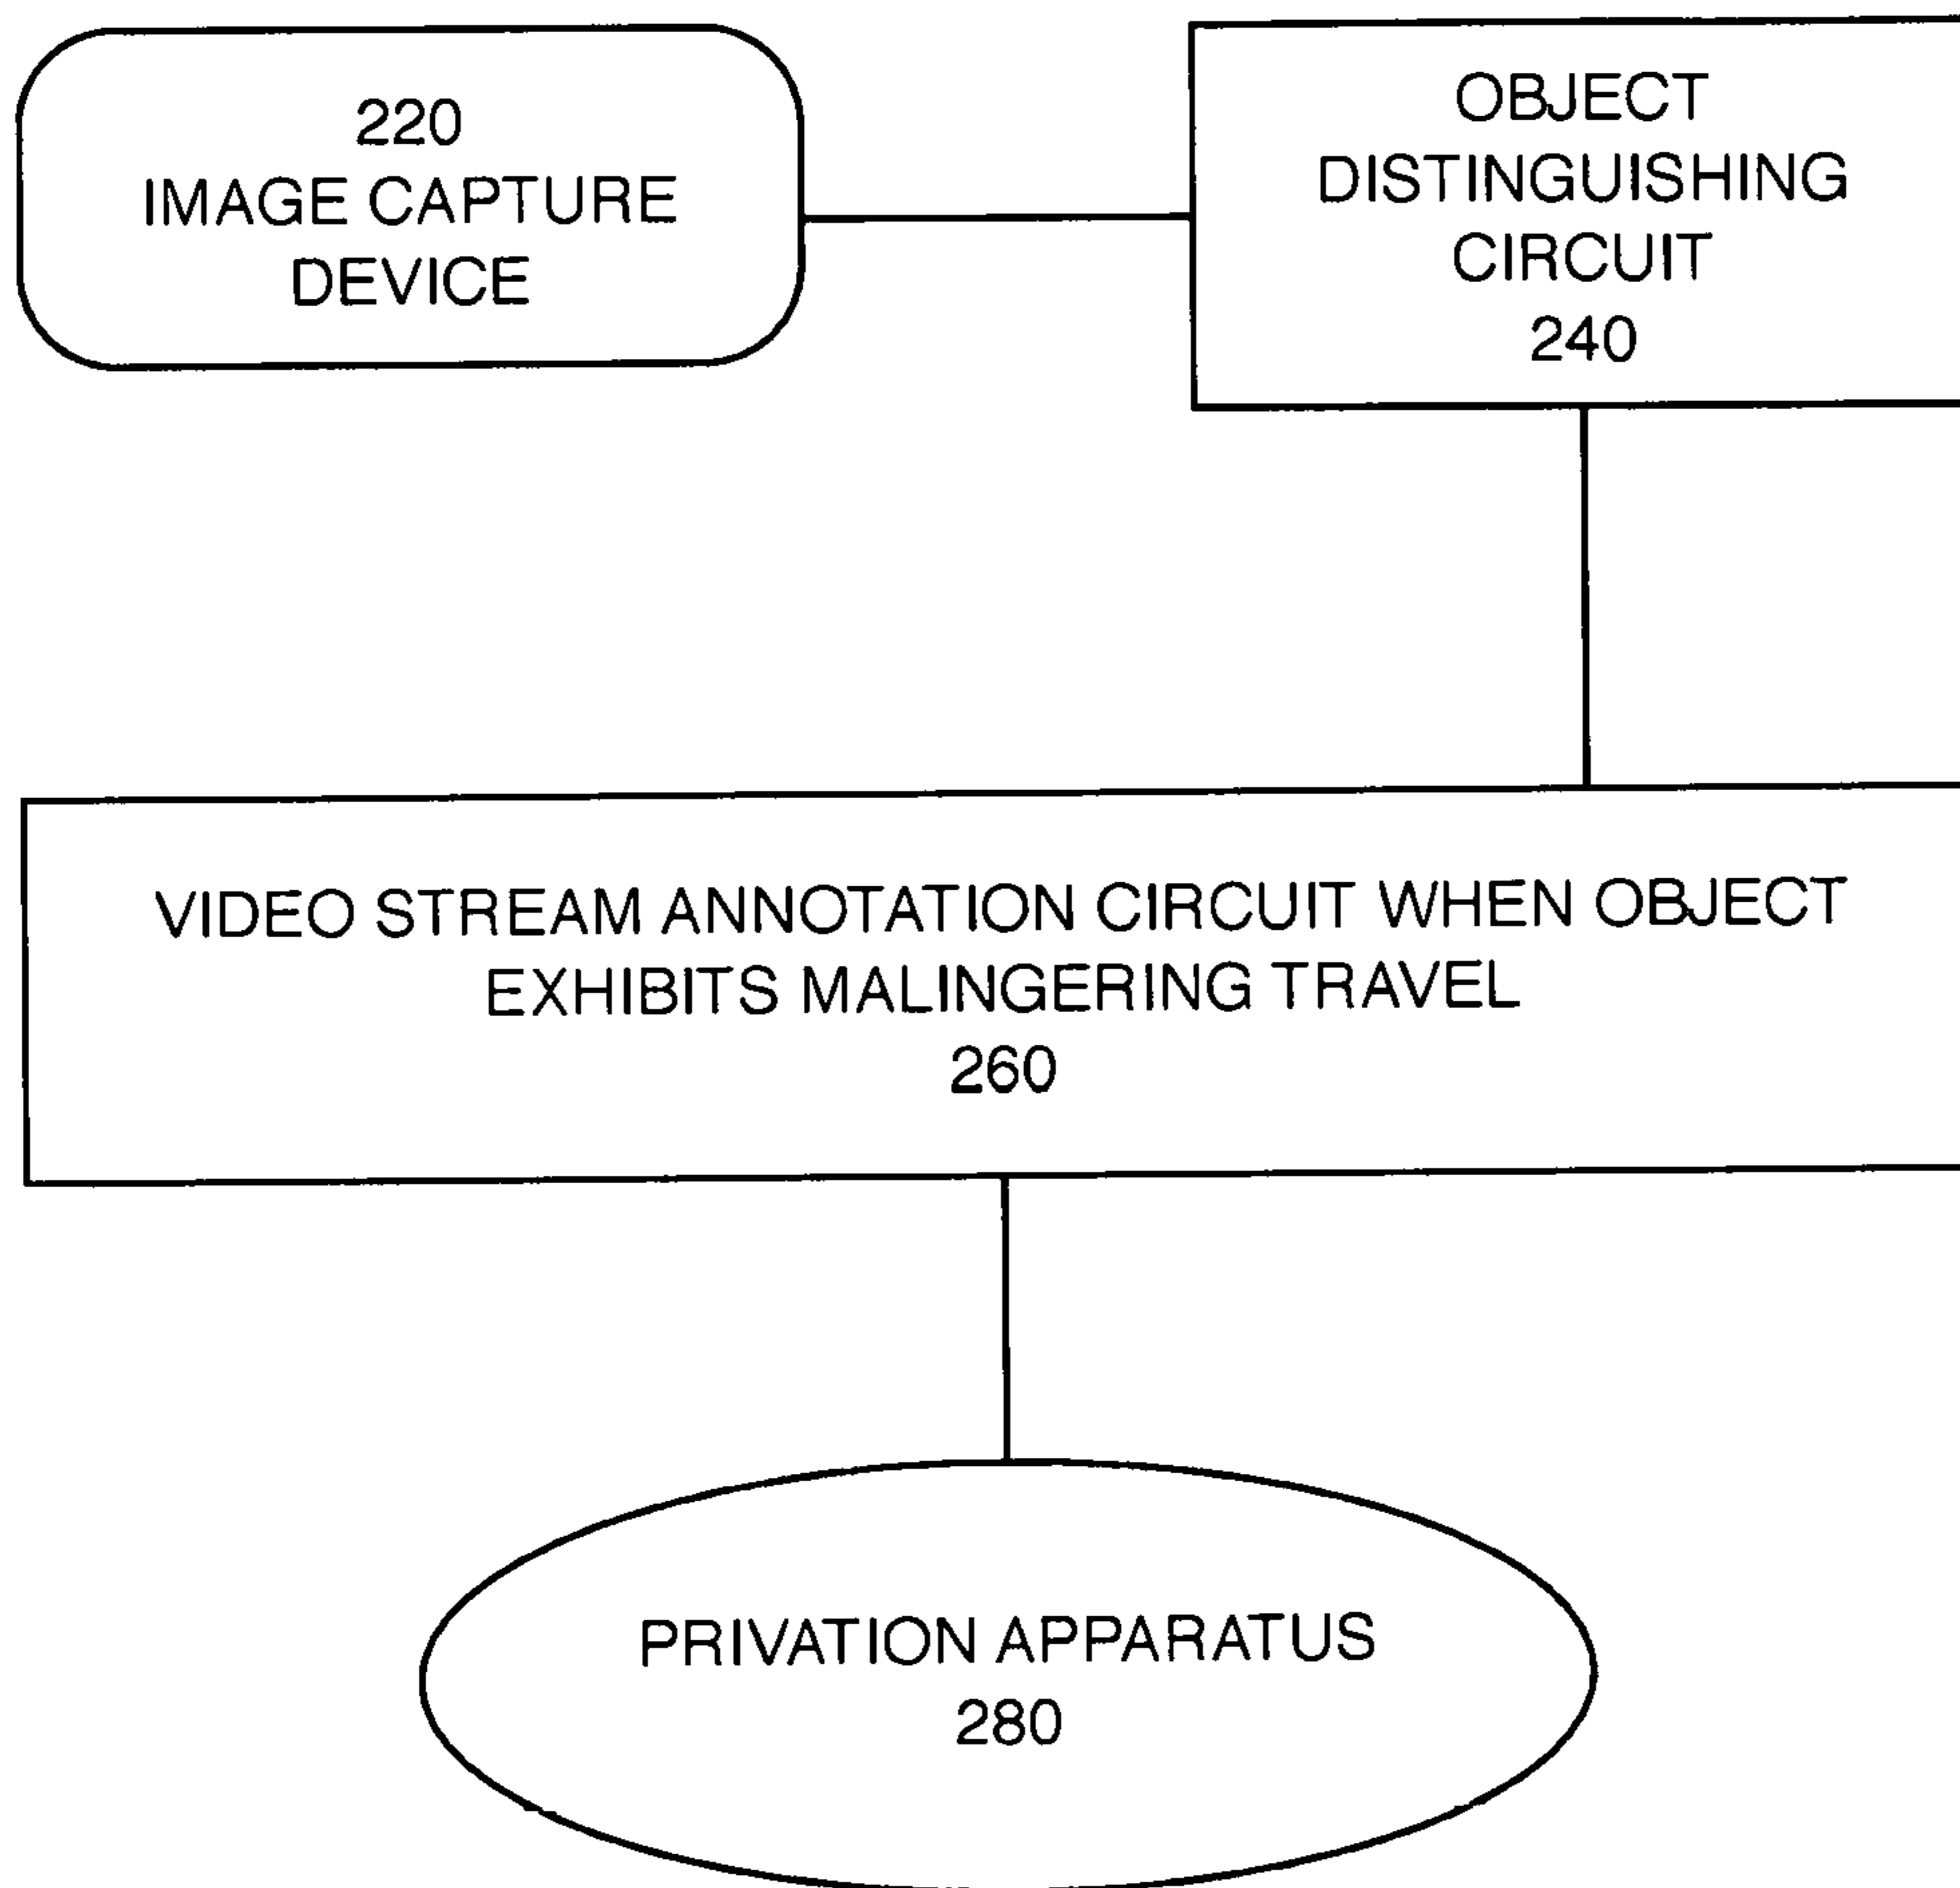 220
IMAGE CAPTURE
DEVICE
OBJECT
DISTINGUISHING
CIRCUIT
240
VIDEO STREAM ANNOTATION CIRCUIT WHEN OBJECT
EXHIBITS MALINGERING TRAVEL
260
PRIVATION APPARATUS
280